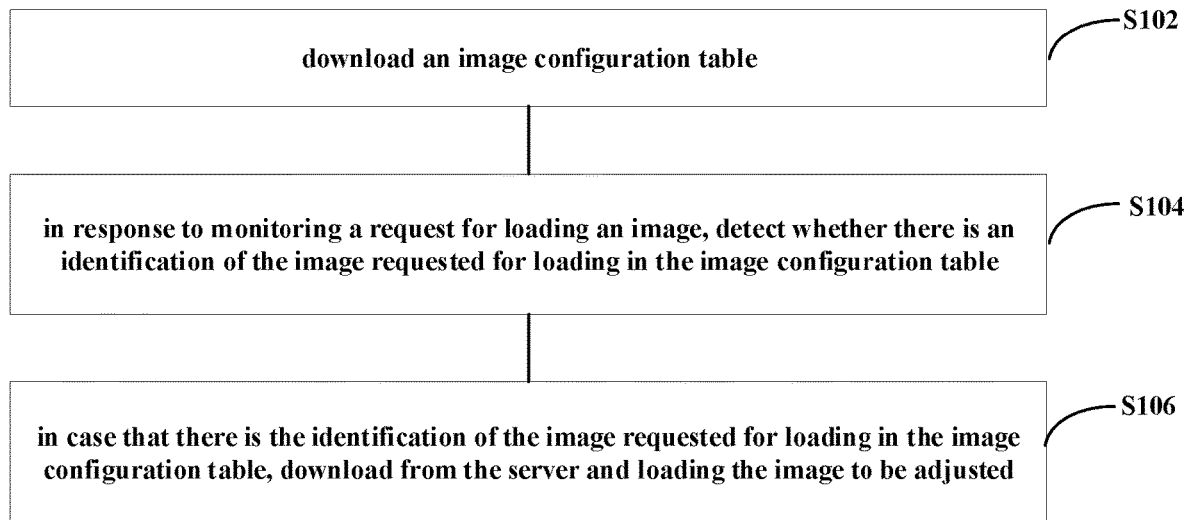 S102
download an image configuration table
S104
in response to monitoring a request for loading an image, detect whether there is an
identification of the image requested for loading in the image configuration table
S106
in case that there is the identification of the image requested for loading in the image
configuration table, download from the server and loading the image to be adjusted